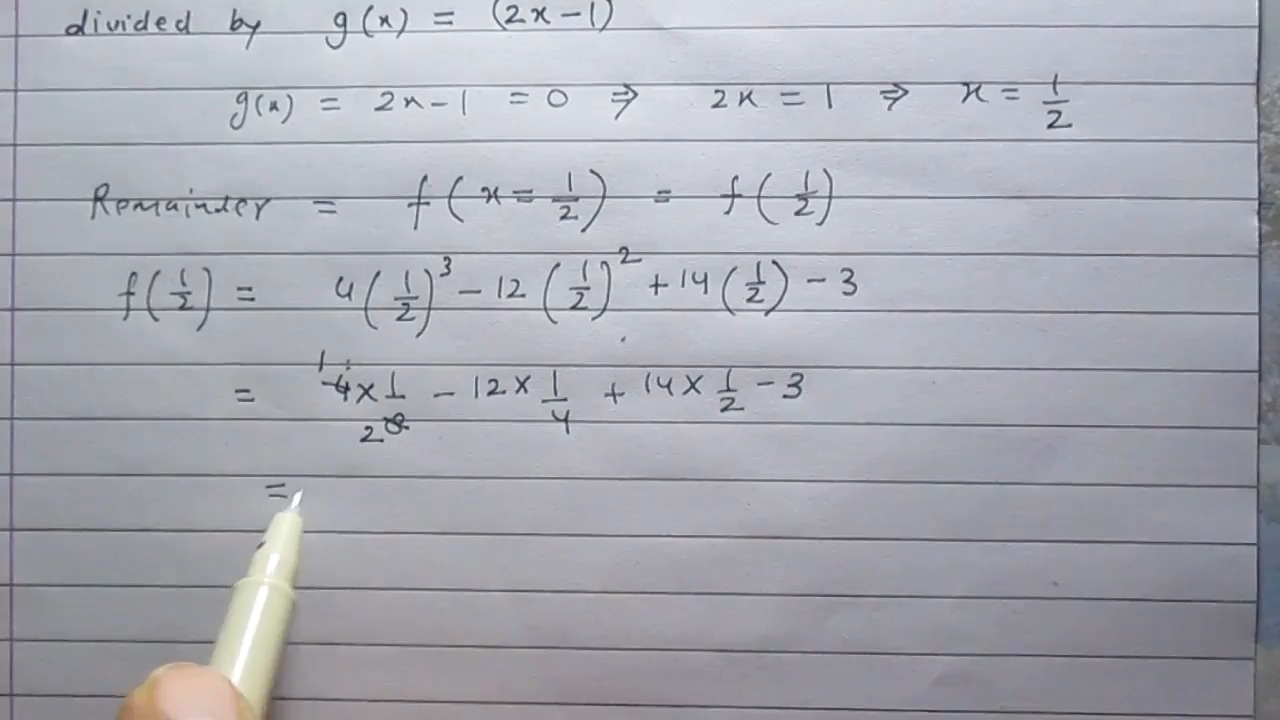 divided by g(x) = (2x-1)
g(x) = 2x-1 = 0 ⇒ 2x = 1 ⇒ x = 1/2
Remainder = f(x = 1/2) = f(1/2)
f(1/2) = 4(1/2)³ - 12(1/2)² + 14(1/2) - 3
1
= 4 × 1/8 - 12 × 1/4 + 14 × 1/2 - 3
2
=